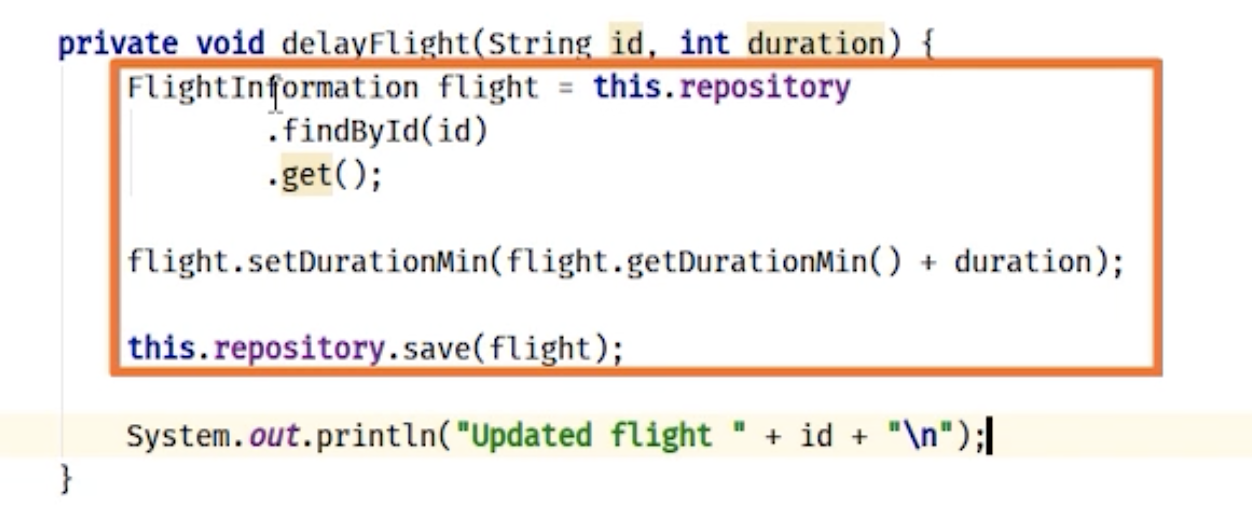 private void delayFlight(String id, int duration) {
FlightInformation flight = this.repository
.findById(id)
.get();
flight.setDurationMin(flight.getDurationMin() + duration);
this.repository.save(flight);
System.out.println("Updated flight " + id + "\n");
}